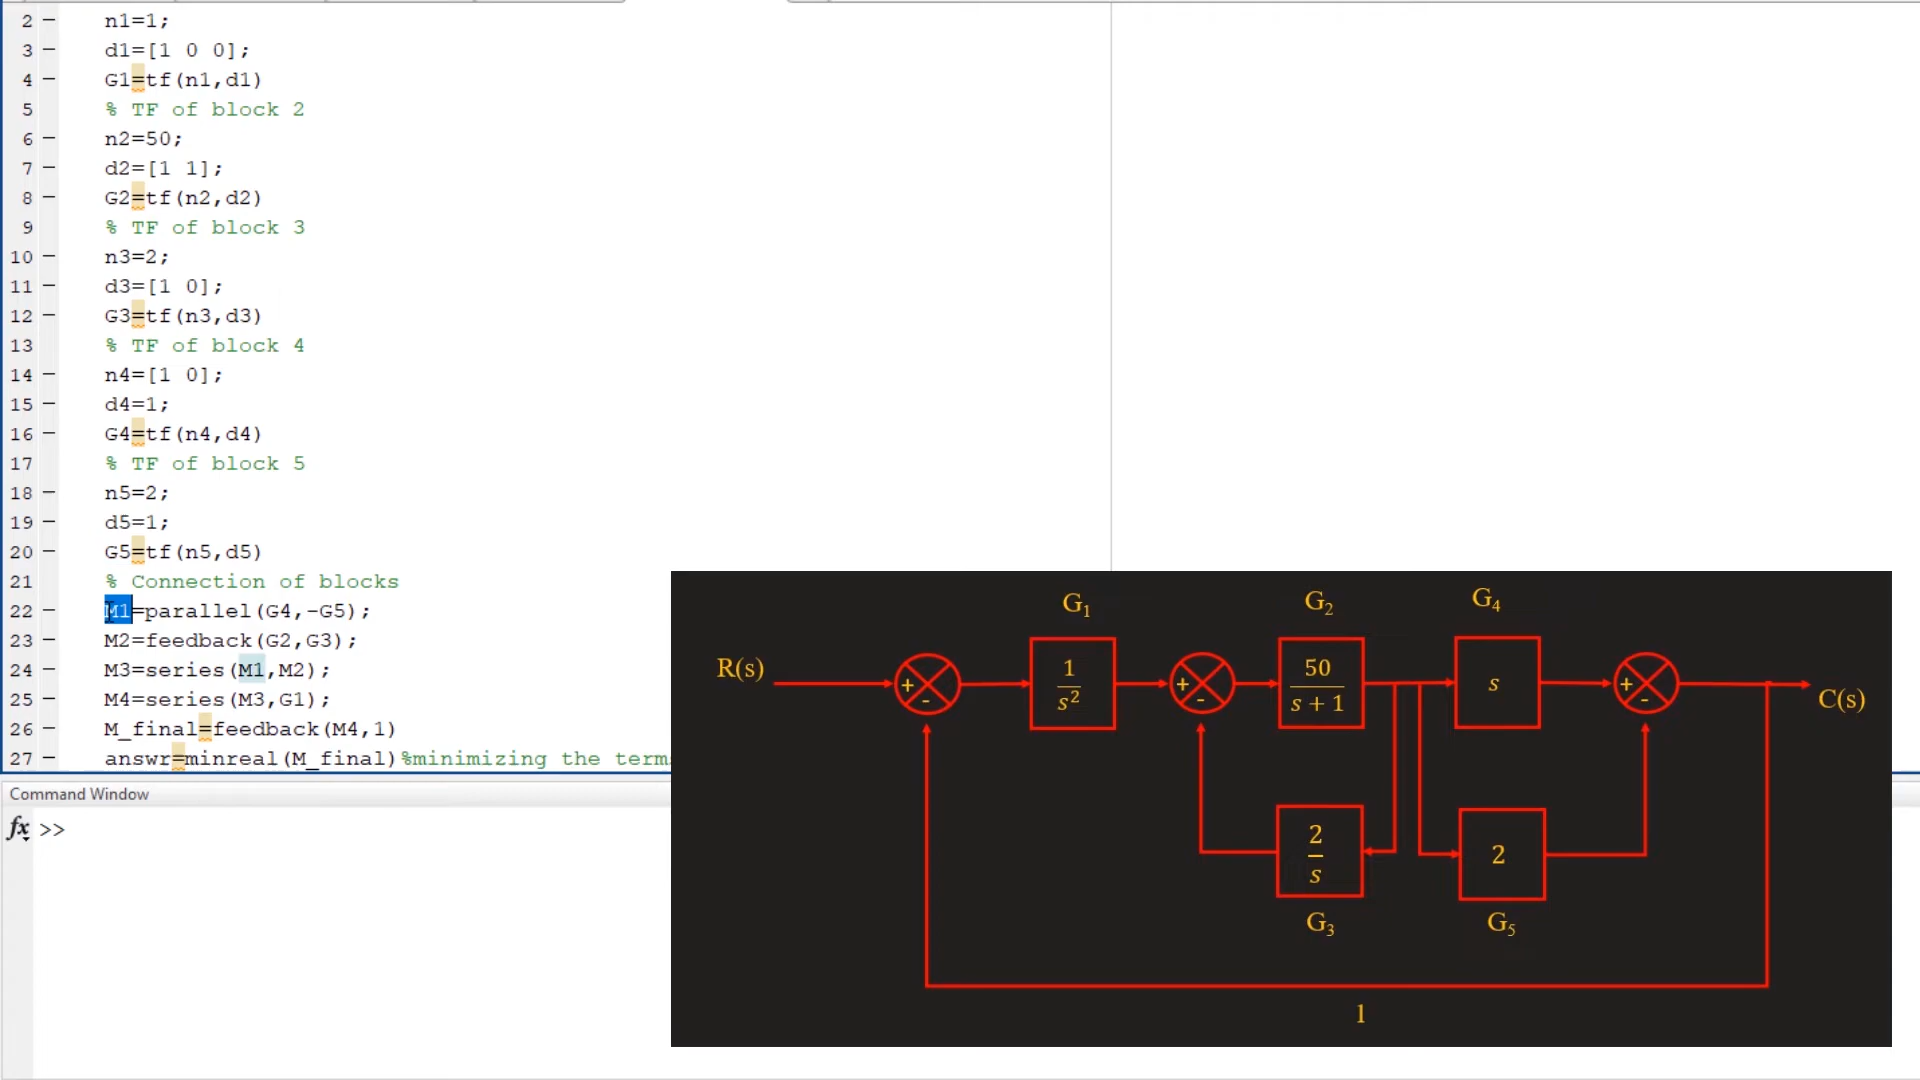 2 – n1=1;
3 – d1=[1 0 0];
4 – G1=tf(n1,d1)
5 % TF of block 2
6 – n2=50;
7 – d2=[1 1];
8 – G2=tf(n2,d2)
9 % TF of block 3
10 – n3=2;
11 – d3=[1 0];
12 – G3=tf(n3,d3)
13 % TF of block 4
14 – n4=[1 0];
15 – d4=1;
16 – G4=tf(n4,d4)
17 % TF of block 5
18 – n5=2;
19 – d5=1;
20 – G5=tf(n5,d5)
21 % Connection of blocks
22 – M1=parallel(G4,-G5);
23 – M2=feedback(G2,G3);
24 – M3=series(M1,M2);
25 – M4=series(M3,G1);
26 – M_final=feedback(M4,1)
27 – answr=minreal(M_final)%minimizing the term
Command Window
fx >>
G₁ G₂ G₄
R(s) + - 1/s² + - 50/(s + 1) s + - C(s)
2/s 2
G₃ G₅
1